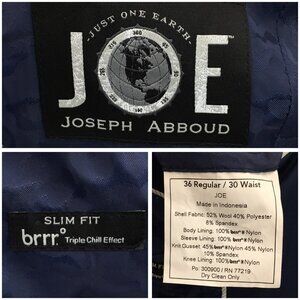 JUST ONE EARTH
JOE
JOSEPH ABBOUD
SLIM FIT
brrr° Triple Chill Effect
36 Regular / 30 Waist
JOE
Made in Indonesia
Shell Fabric: 52% Wool 40% Polyester
8% Spandex
Body Lining: 100% brrr° Nylon
Sleeve Lining: 100% brrr° Nylon
Knit Gusset: 45% brrr° Nylon 45% Nylon
10% Spandex
Knee Lining: 100% brrr° Nylon
Po: 300900 / RN 77219
Dry Clean Only